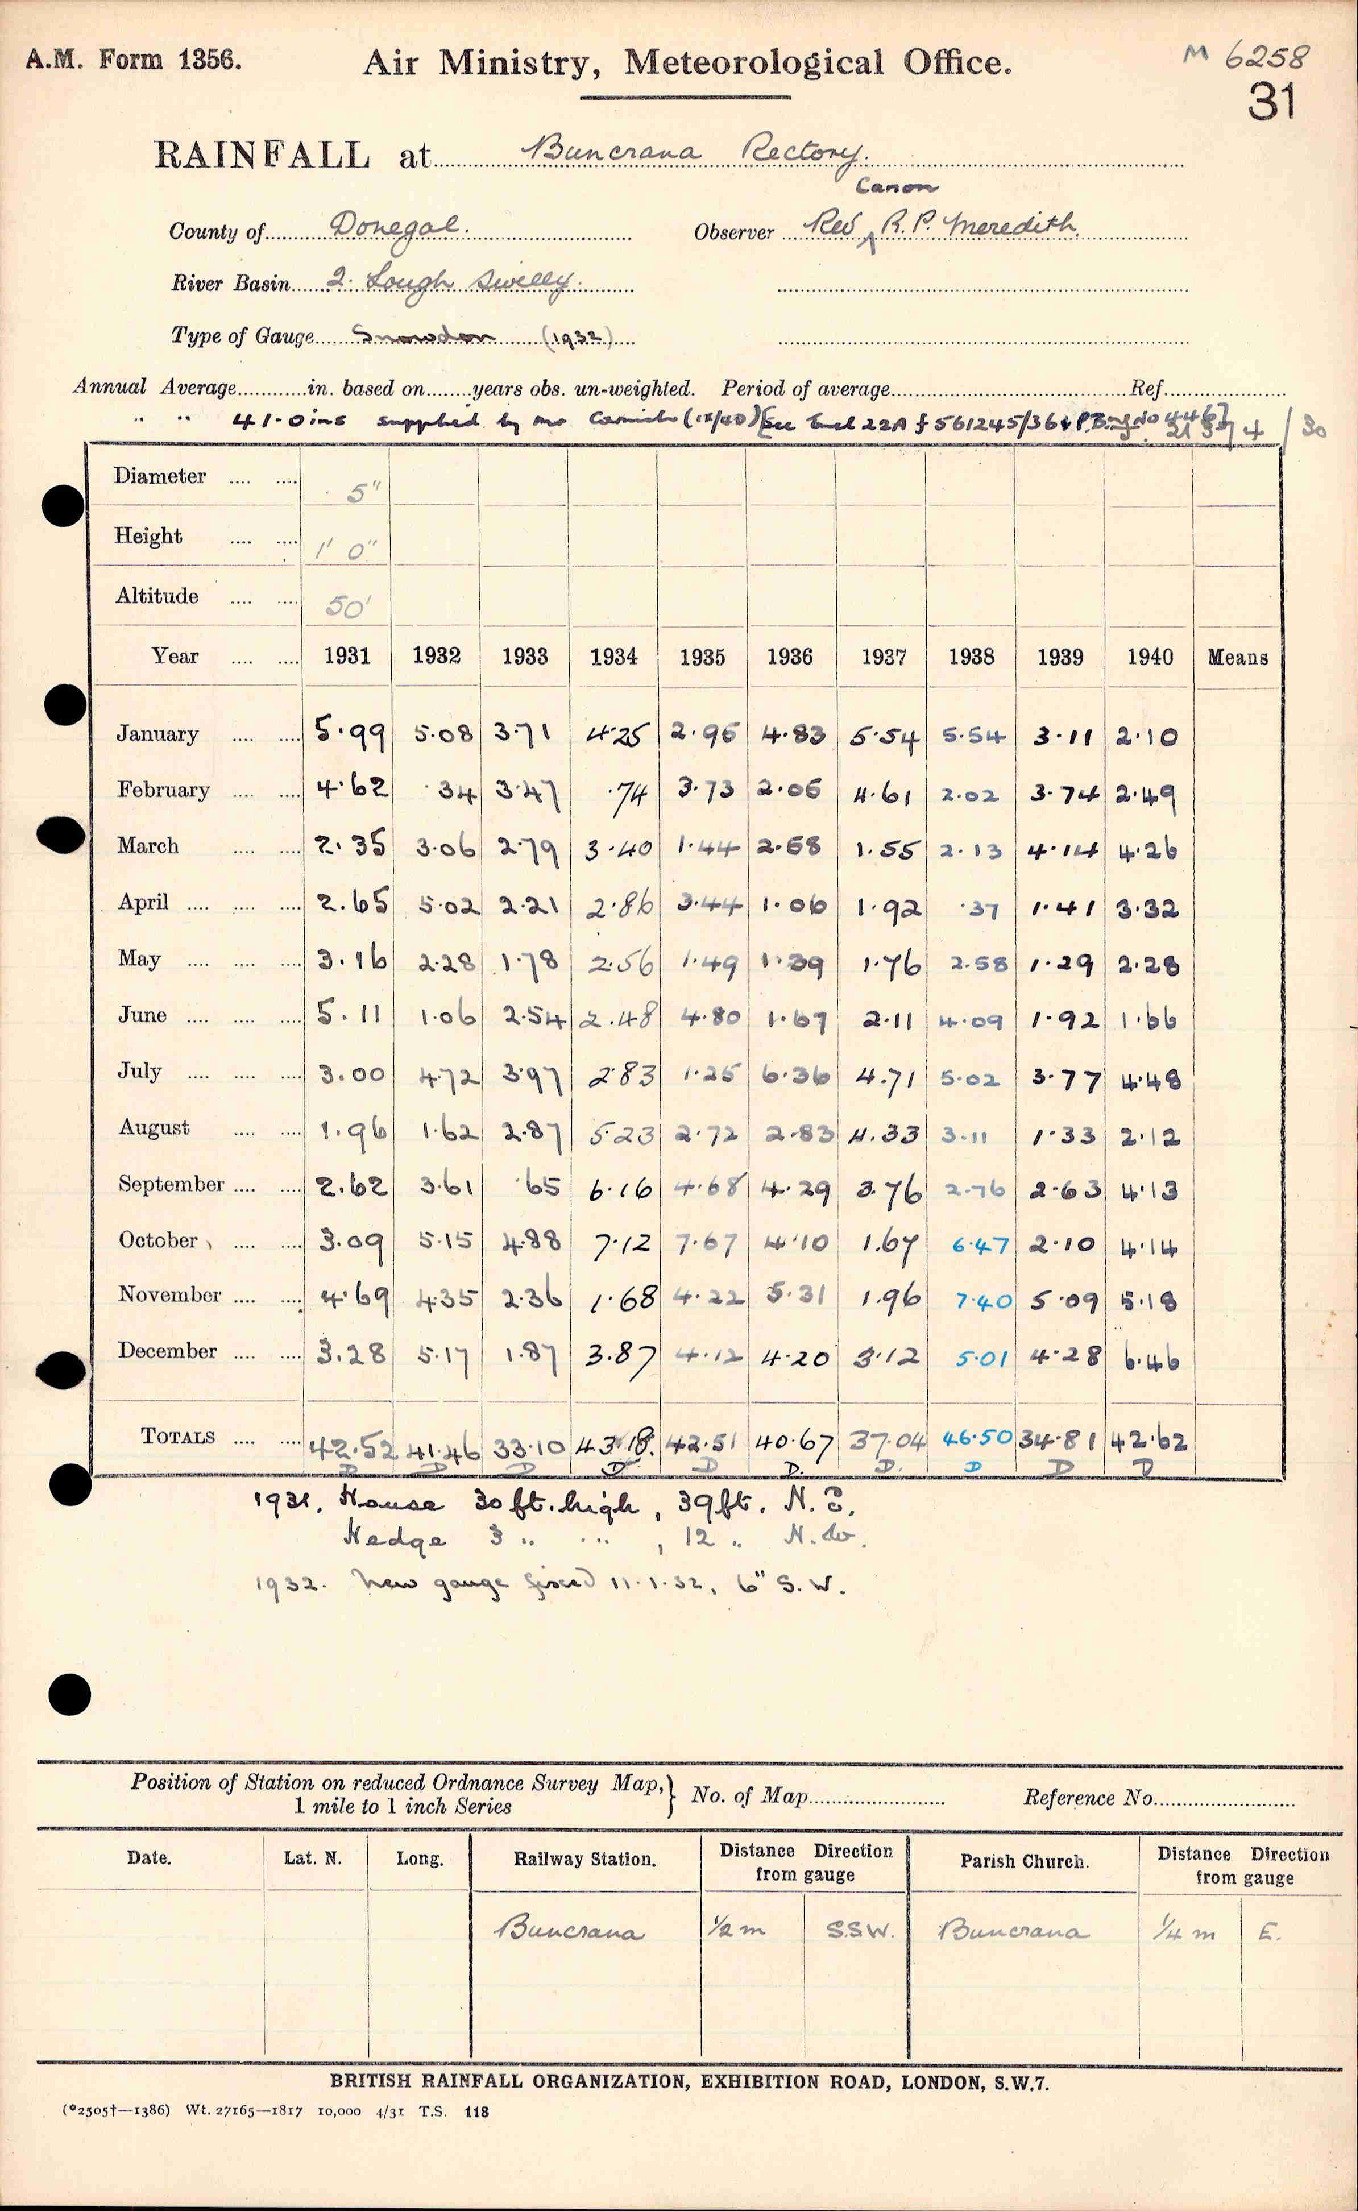 A.M. Form 1356. Air Ministry, Meteorological Office. M 6258
31
RAINFALL at Buncrana Rectory.
Canon
County of Donegal. Observer Rev ^ R. P. Meredith.
River Basin 2. Lough Swilly.
Type of Gauge Snowdon (1932)
Annual Average in. based on years obs. un-weighted. Period of average Ref.
" " 41.0 ins supplied by Mr
Diameter 5"
Height 1' 0"
Altitude 50'
Year 1931 1932 1933 1934 1935 1936 1937 1938 1939 1940 Means
January 5.99 5.08 3.71 4.25 2.95 4.83 5.54 5.54 3.11 2.10
February 4.62 .34 3.47 .74 3.73 2.06 4.61 2.02 3.74 2.49
March 2.35 3.06 2.79 3.40 1.44 2.58 1.55 2.13 4.14 4.26
April 2.65 5.02 2.21 2.86 3.44 1.06 1.92 .37 1.41 3.32
May 3.16 2.28 1.78 2.56 1.49 1.39 1.76 2.58 1.29 2.28
June 5.11 1.06 2.54 2.48 4.80 1.67 2.11 4.09 1.92 1.66
July 3.00 4.72 3.97 2.83 1.25 6.36 4.71 5.02 3.77 4.48
August 1.96 1.62 2.87 5.23 2.72 2.83 4.33 3.11 1.33 2.12
September 2.62 3.61 .65 6.16 4.68 4.29 3.76 2.76 2.63 4.13
October 3.09 5.15 4.88 7.12 7.67 4.10 1.67 6.47 2.10 4.14
November 4.69 4.35 2.36 1.68 4.22 5.31 1.96 7.40 5.09 5.18
December 3.28 5.17 1.87 3.87 4.12 4.20 3.12 5.01 4.28 6.46
TOTALS 42.52 41.46 33.10 43.18. 42.51 40.67 37.04 46.50 34.81 42.62
D D D D D D. D. D D D
1931. House 30 ft. high, 39 ft. N. E.
Hedge 3 " " , 12 " N.W.
1932. New gauge fixed 11.1.32, 6" S.W.
Position of Station on reduced Ordnance Survey Map,} No. of Map Reference No.
1 mile to 1 inch Series
Date. Lat. N. Long. Railway Station. Distance Direction from gauge Parish Church. Distance Direction from gauge
Buncrana 1/2 m S.S.W. Buncrana 1/4 m E.
BRITISH RAINFALL ORGANIZATION, EXHIBITION ROAD, LONDON, S.W.7.
(*2505†—1386) Wt. 27165—1817 10,000 4/31 T.S. 118